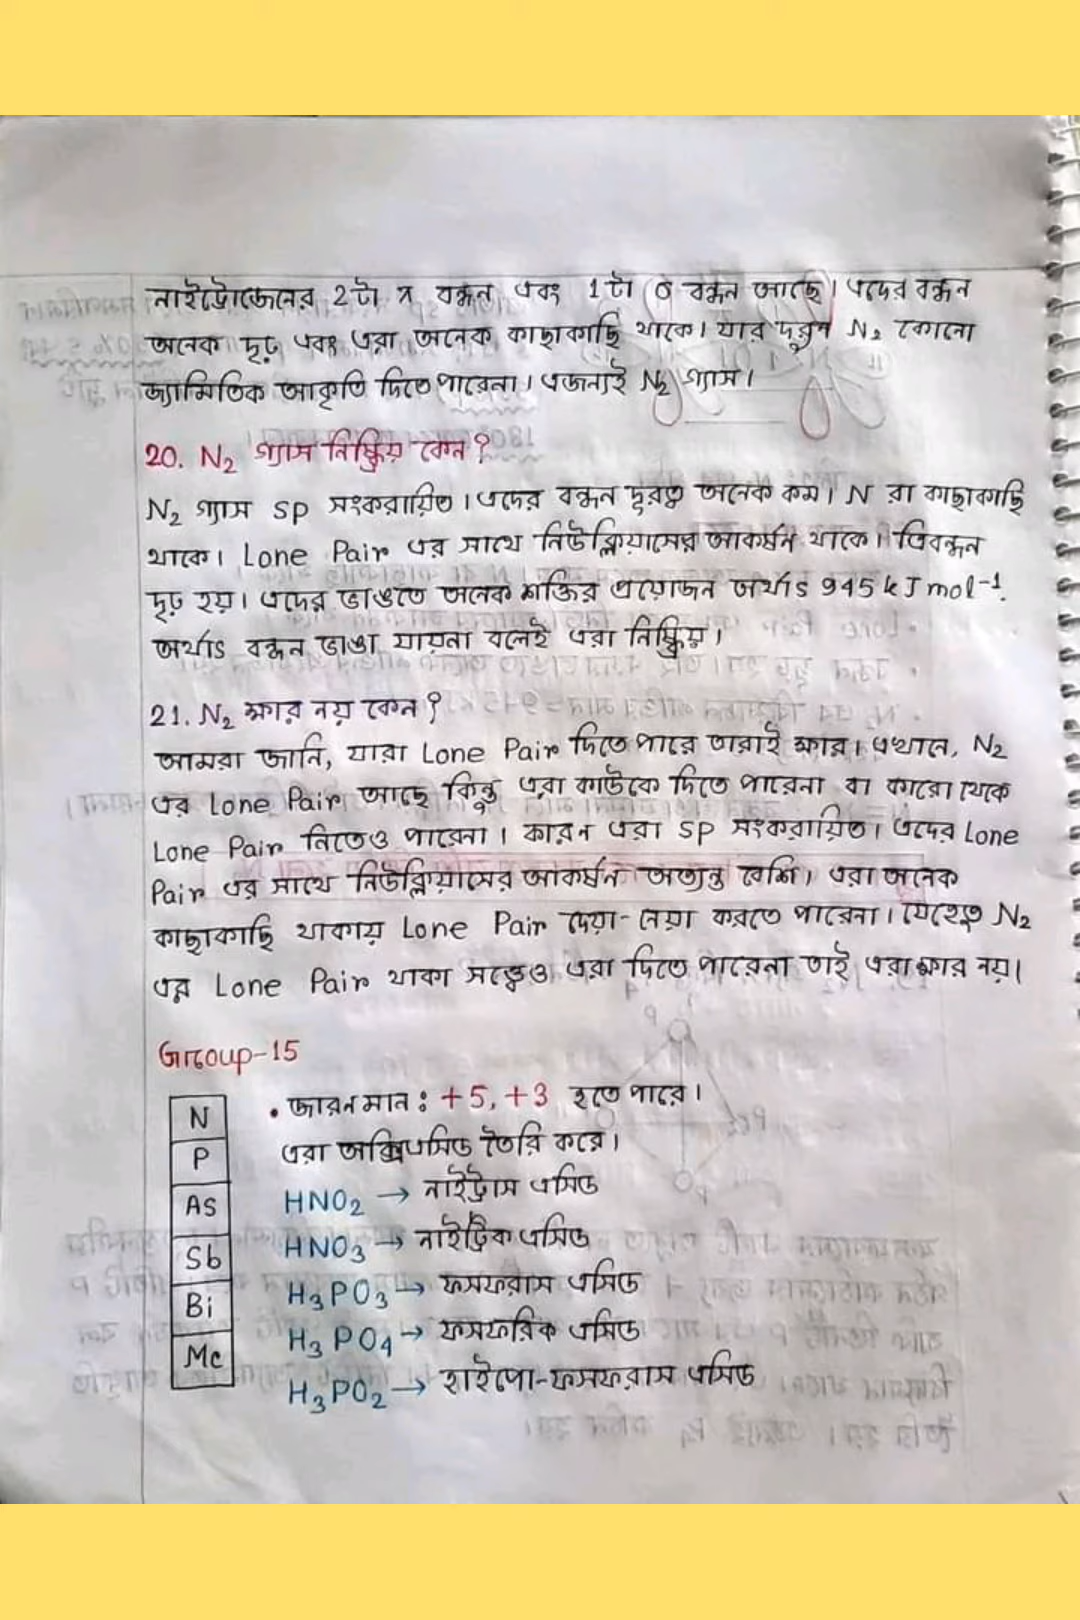 নাইট্রোজেনের 2টা π বন্ধন এবং 1টা σ বন্ধন আছে। এদের বন্ধন
অনেক দৃঢ় এবং এরা অনেক কাছাকাছি থাকে। যার দরুন N₂ কোনো
জ্যামিতিক আকৃতি দিতে পারেনা। এজন্যই N₂ গ্যাস।
20. N₂ গ্যাস নিষ্ক্রিয় কেন?
N₂ গ্যাস SP সংকরায়িত। এদের বন্ধন দূরত্ব অনেক কম। N রা কাছাকাছি
থাকে। Lone Pair এর সাথে নিউক্লিয়াসের আকর্ষন থাকে। ত্রিবন্ধন
দৃঢ় হয়। এদের ভাঙতে অনেক শক্তির প্রয়োজন অর্থাৎ 945 kJ mol⁻¹.
অর্থাৎ বন্ধন ভাঙা যায়না বলেই এরা নিষ্ক্রিয়।
21. N₂ ক্ষার নয় কেন?
আমরা জানি, যারা Lone Pair দিতে পারে তারাই ক্ষার। এখানে, N₂
এর Lone Pair আছে কিন্তু এরা কাউকে দিতে পারেনা বা কারো থেকে
Lone Pair নিতেও পারেনা। কারন এরা SP সংকরায়িত। এদের Lone
Pair এর সাথে নিউক্লিয়াসের আকর্ষন অত্যন্ত বেশি। এরা অনেক
কাছাকাছি থাকায় Lone Pair দেয়া-নেয়া করতে পারেনা। যেহেতু N₂
এর Lone Pair থাকা সত্ত্বেও এরা দিতে পারেনা তাই এরা ক্ষার নয়।
Group-15
N
P
As
Sb
Bi
Mc
• জারন মান: +5, +3 হতে পারে।
এরা অক্সিএসিড তৈরি করে।
HNO₂ → নাইট্রাস এসিড
HNO₃ → নাইট্রিক এসিড
H₃PO₃ → ফসফরাস এসিড
H₃PO₄ → ফসফরিক এসিড
H₃PO₂ → হাইপো-ফসফরাস এসিড